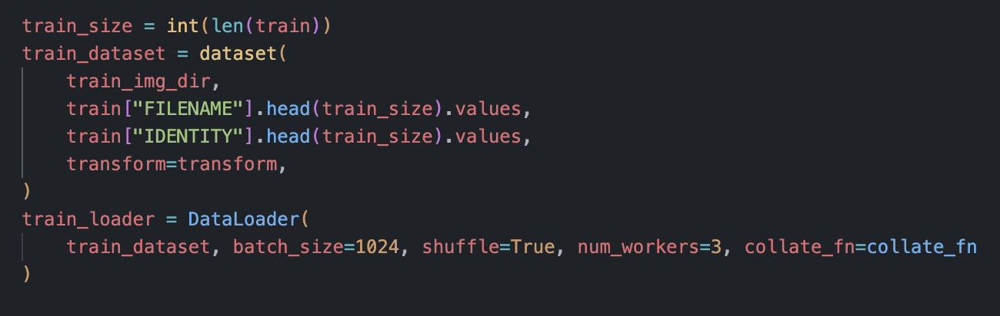 train_size = int(len(train))
train_dataset = dataset(
    train_img_dir,
    train["FILENAME"].head(train_size).values,
    train["IDENTITY"].head(train_size).values,
    transform=transform,
)
train_loader = DataLoader(
    train_dataset, batch_size=1024, shuffle=True, num_workers=3, collate_fn=collate_fn
)